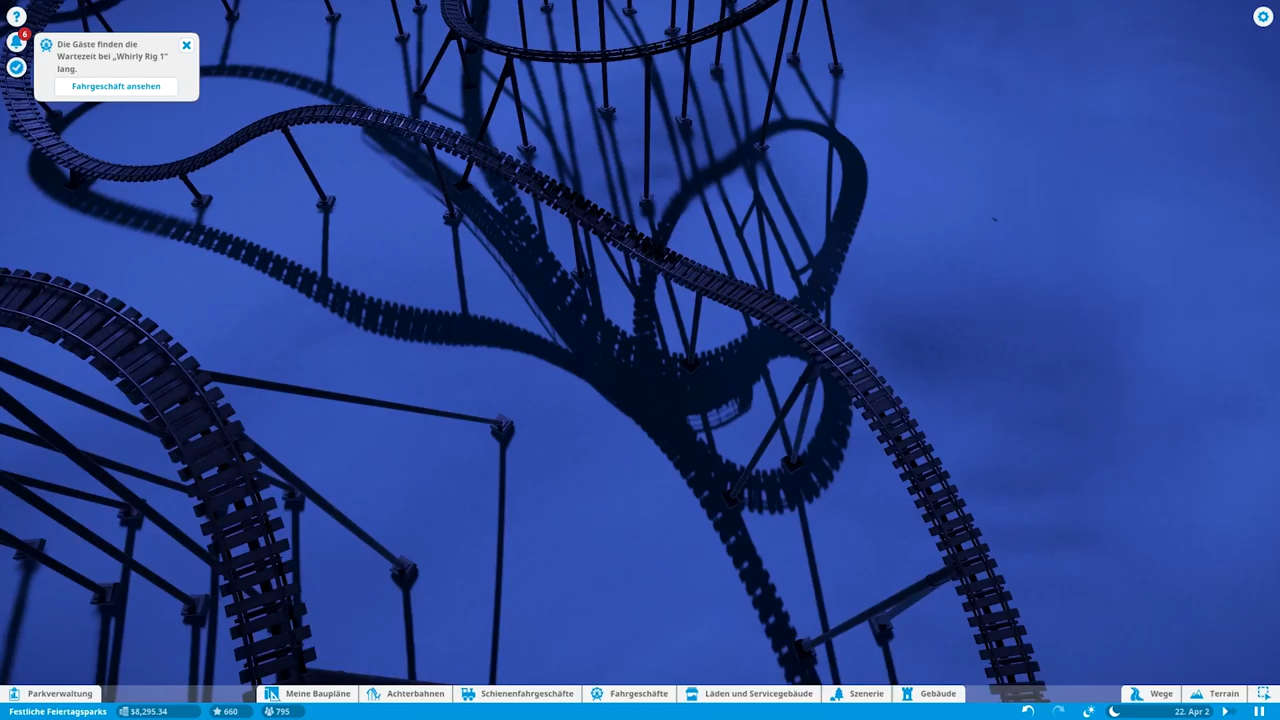 ?
6
Die Gäste finden die
Wartezeit bei „Whirly Rig 1“
lang.
Fahrgeschäft ansehen
Parkverwaltung
Meine Baupläne
Achterbahnen
Schienenfahrgeschäfte
Fahrgeschäfte
Läden und Servicegebäude
Szenerie
Gebäude
Wege
Terrain
Festliche Feiertagsparks
$8,295.34
660
795
22. Apr 2